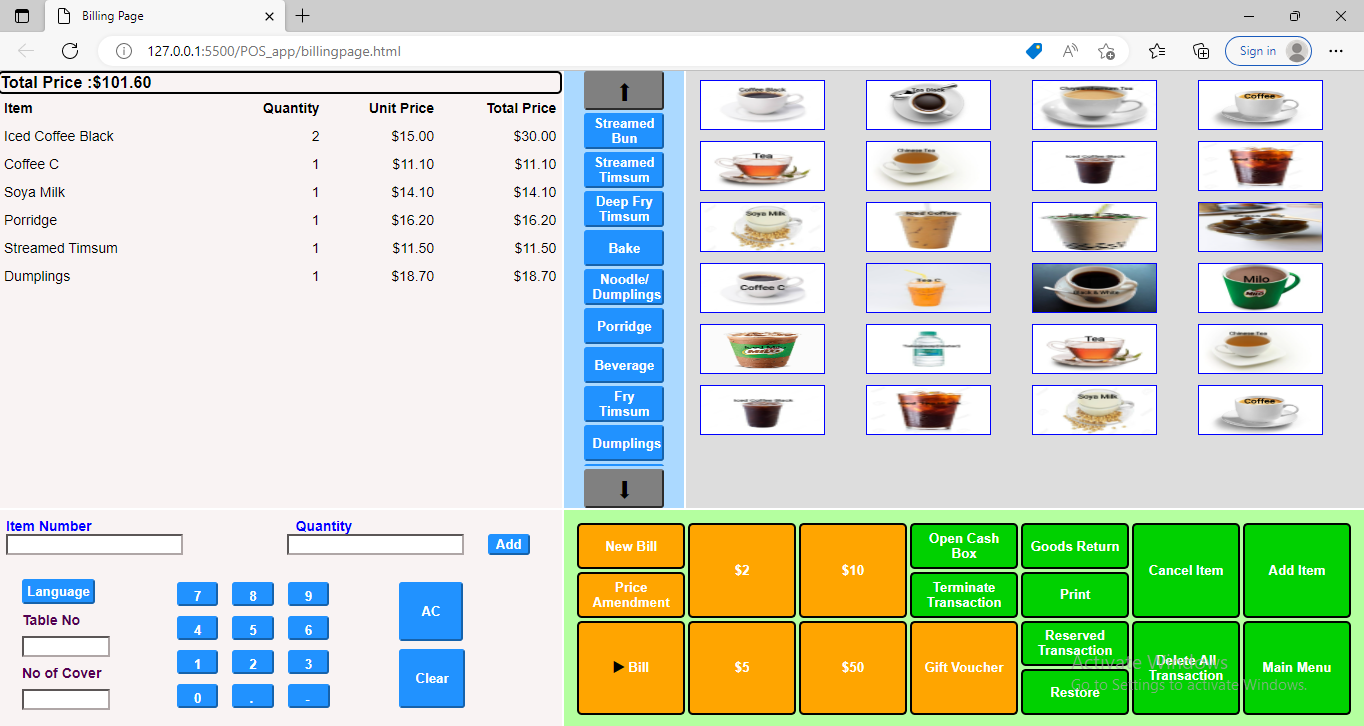 Billing Page
127.0.0.1:5500/POS_app/billingpage.html
Sign in
Total Price :$101.60
Item Quantity Unit Price Total Price
Iced Coffee Black 2 $15.00 $30.00
Coffee C 1 $11.10 $11.10
Soya Milk 1 $14.10 $14.10
Porridge 1 $16.20 $16.20
Streamed Timsum 1 $11.50 $11.50
Dumplings 1 $18.70 $18.70
Streamed
Bun
Streamed
Timsum
Deep Fry
Timsum
Bake
Noodle/
Dumplings
Porridge
Beverage
Fry
Timsum
Dumplings
Coffee Black
Tea Black
Coffee
Tea
Chinese Tea
Iced Coffee Black
Soya Milk
Iced Coffee
Coffee C
Tea C
Black & White
Milo
Iced Milo
MILO
Tea
Chinese Tea
Iced Coffee Black
Soya Milk
Coffee
Item Number
Quantity
Add
Language
Table No
No of Cover
7 8 9
4 5 6
1 2 3
0 . -
AC
Clear
New Bill
Price
Amendment
$2
$10
Open Cash
Box
Terminate
Transaction
Goods Return
Print
Cancel Item
Add Item
Bill
$5
$50
Gift Voucher
Reserved
Transaction
Restore
Delete All
Transaction
Main Menu
Activate Windows
Go to Settings to activate Windows.